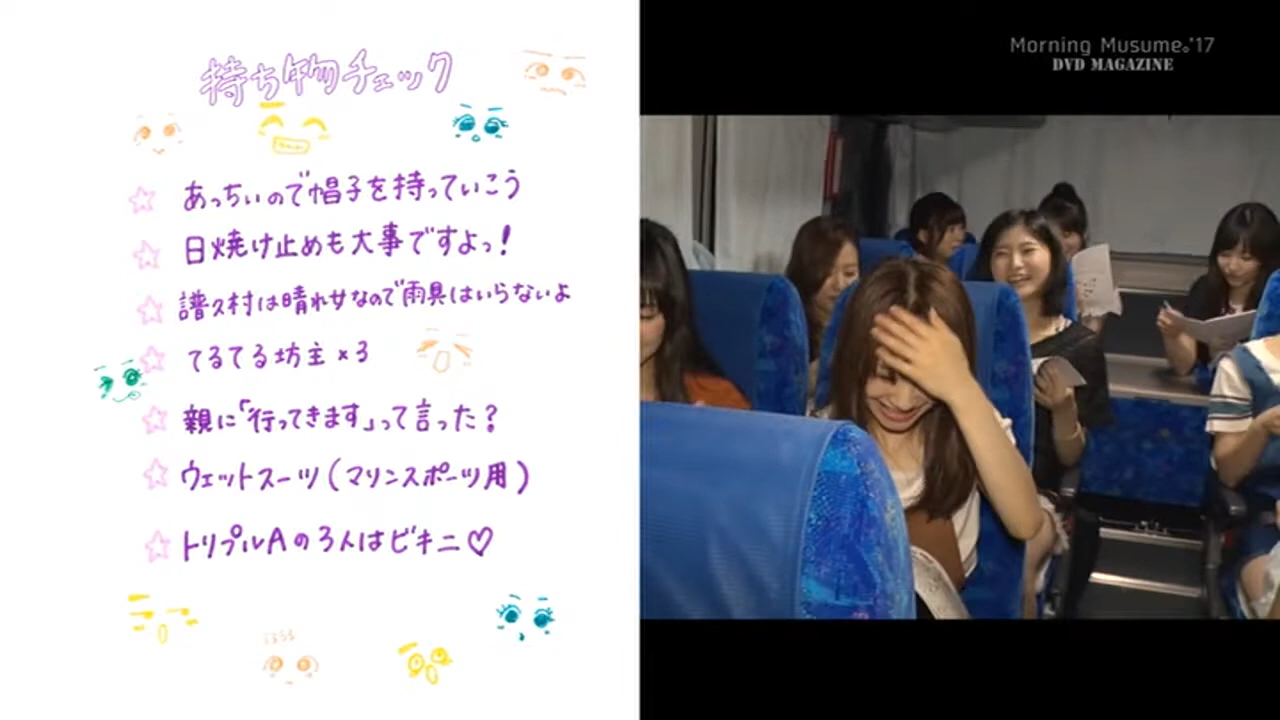 持ち物チェック
あっちぃので帽子を持っていこう
日焼け止めも大事ですよっ!
譜久村は晴れ女なので雨具はいらないよ
てるてる坊主×3
親に「行ってきます」って言った?
ウェットスーツ(マリンスポーツ用)
トリプルAの3人はビキニ♡
Morning Musume。'17
DVD MAGAZINE